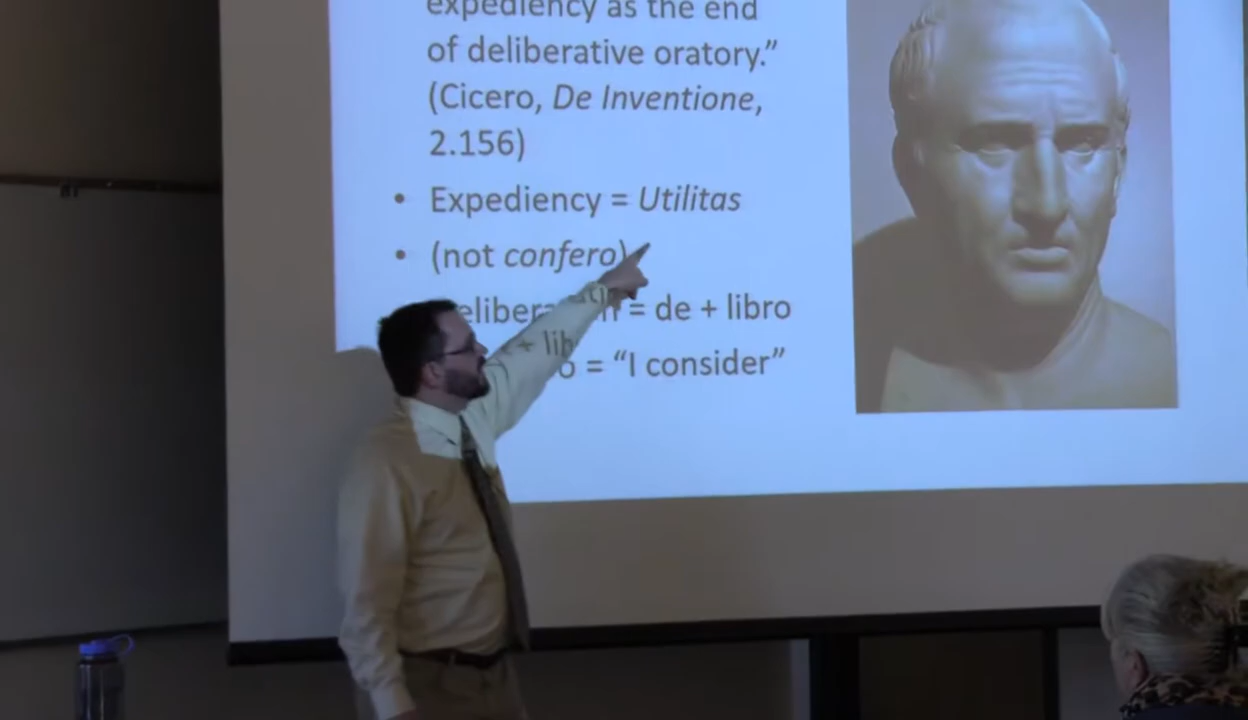 expediency as the end
of deliberative oratory.”
(Cicero, De Inventione,
2.156)
• Expediency = Utilitas
• (not confero)
= de + libro
+ lib
= “I consider”